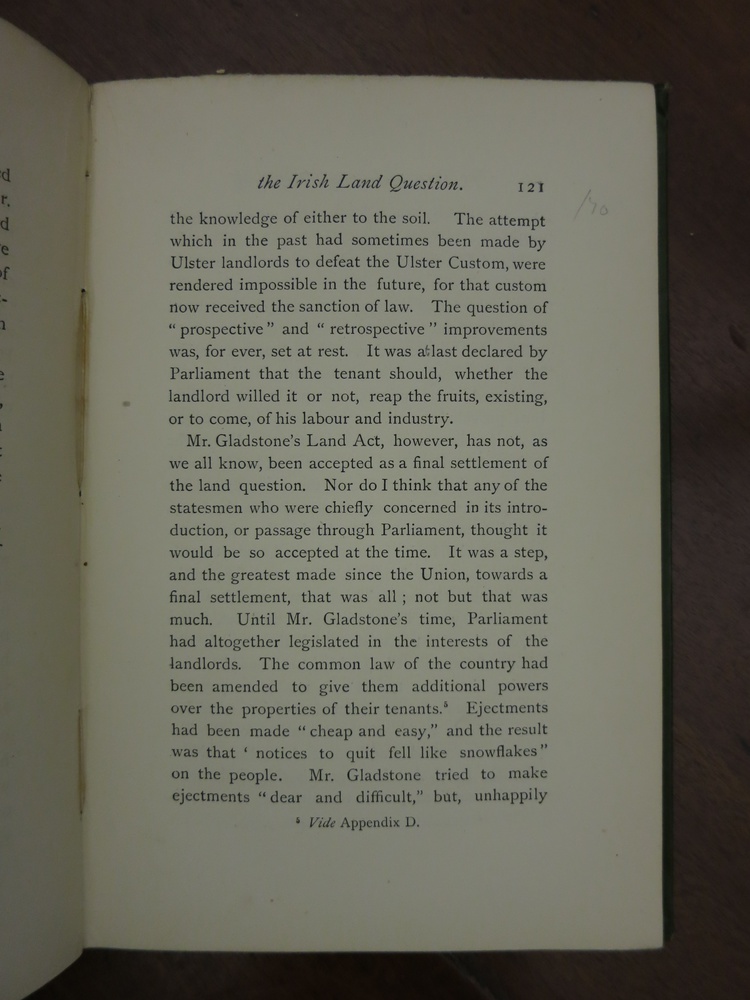 the Irish Land Question. 121
the knowledge of either to the soil. The attempt
which in the past had sometimes been made by
Ulster landlords to defeat the Ulster Custom, were
rendered impossible in the future, for that custom
now received the sanction of law. The question of
“ prospective ” and “ retrospective ” improvements
was, for ever, set at rest. It was at last declared by
Parliament that the tenant should, whether the
landlord willed it or not, reap the fruits, existing,
or to come, of his labour and industry.
Mr. Gladstone's Land Act, however, has not, as
we all know, been accepted as a final settlement of
the land question. Nor do I think that any of the
statesmen who were chiefly concerned in its intro-
duction, or passage through Parliament, thought it
would be so accepted at the time. It was a step,
and the greatest made since the Union, towards a
final settlement, that was all ; not but that was
much. Until Mr. Gladstone's time, Parliament
had altogether legislated in the interests of the
landlords. The common law of the country had
been amended to give them additional powers
over the properties of their tenants.⁵ Ejectments
had been made “ cheap and easy,” and the result
was that ‘ notices to quit fell like snowflakes”
on the people. Mr. Gladstone tried to make
ejectments “ dear and difficult,” but, unhappily
⁵ Vide Appendix D.